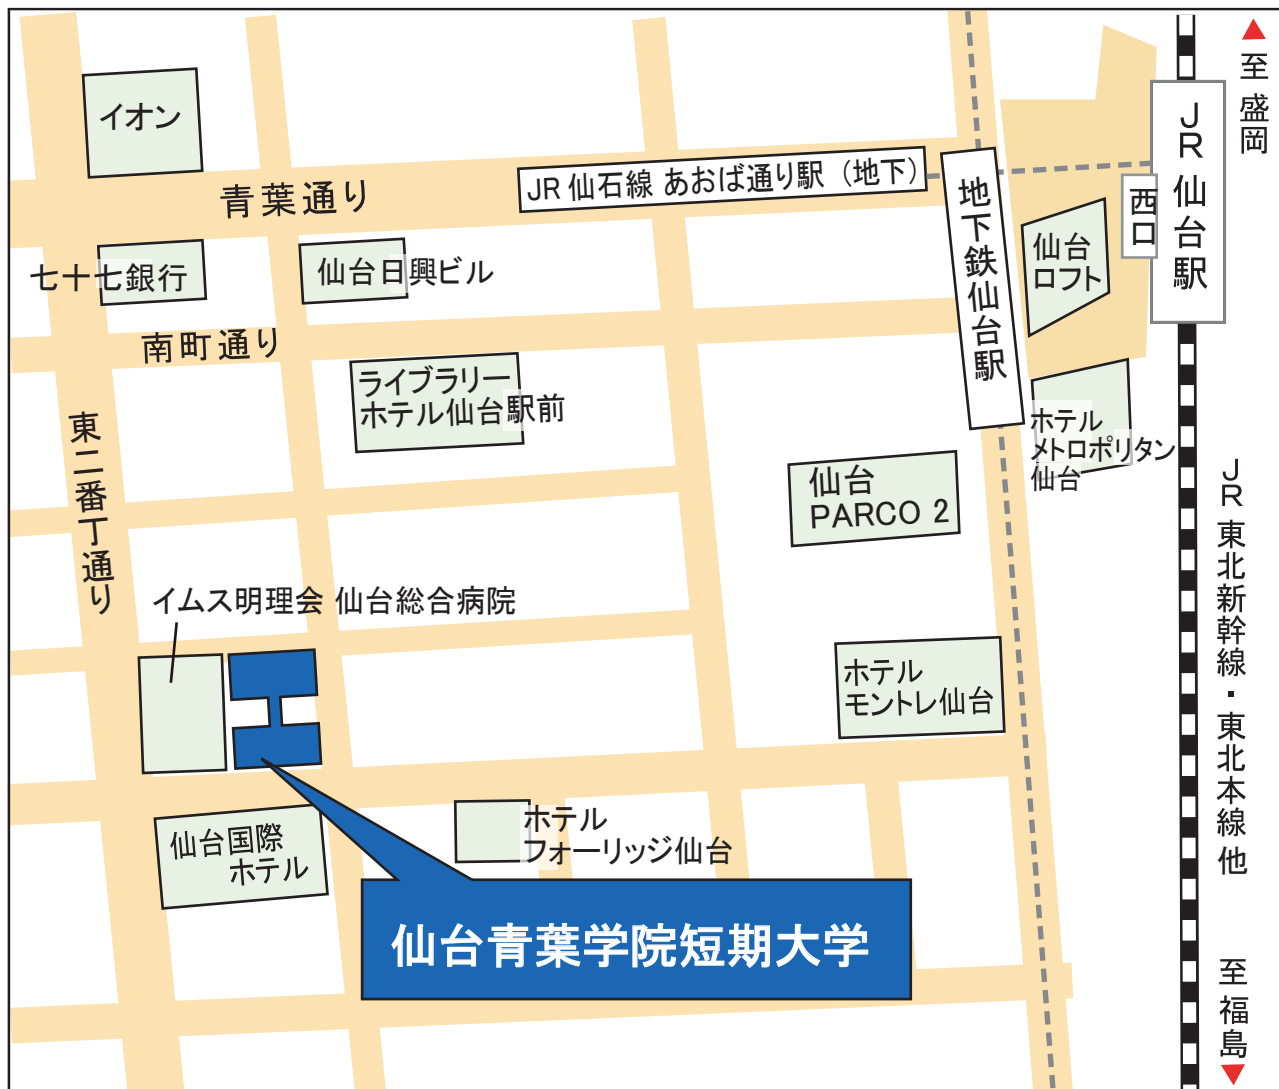 至盛岡
JR仙台駅
西口
イオン
青葉通り
JR 仙石線 あおば通り駅（地下）
地下鉄仙台駅
仙台
ロフト
七十七銀行
仙台日興ビル
南町通り
ライブラリー
ホテル仙台駅前
東二番丁通り
ホテル
メトロポリタン
仙台
仙台
PARCO 2
JR 東北新幹線・東北本線 他
イムス明理会 仙台総合病院
ホテル
モントレ仙台
仙台国際
ホテル
ホテル
フォーリッジ仙台
仙台青葉学院短期大学
至福島